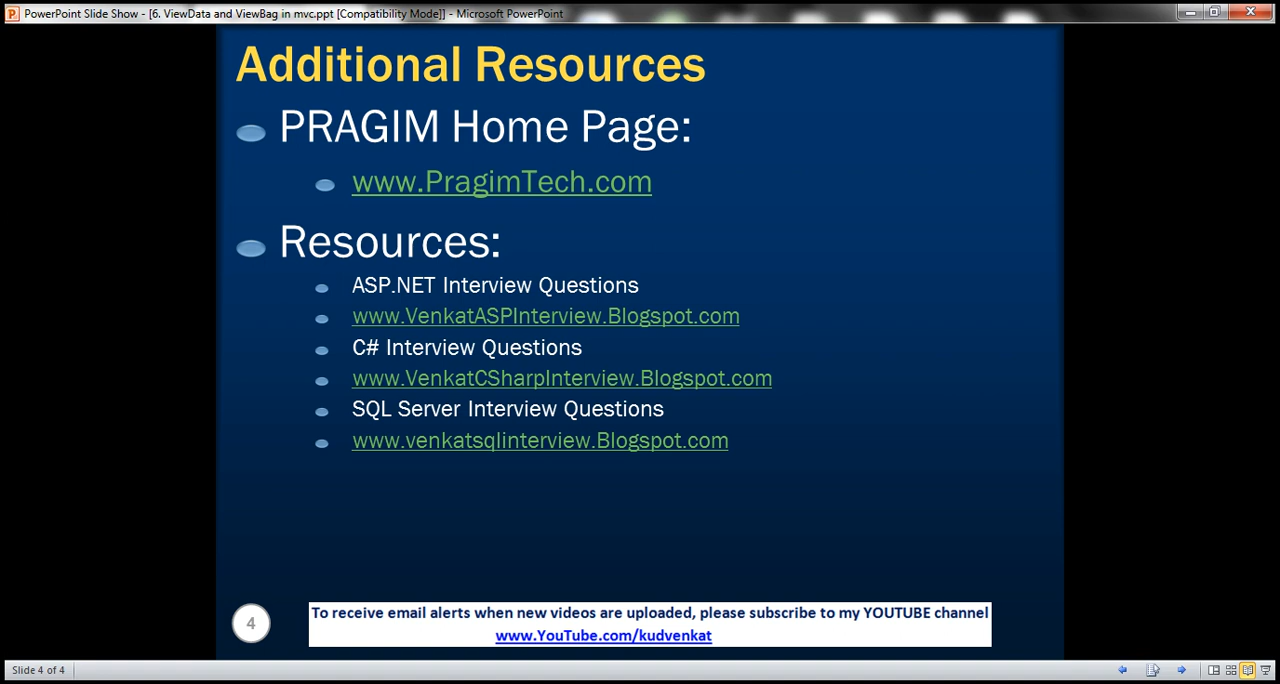 PowerPoint Slide Show - [6. ViewData and ViewBag in mvc.ppt [Compatibility Mode]] - Microsoft PowerPoint
Additional Resources
PRAGIM Home Page:
www.PragimTech.com
Resources:
ASP.NET Interview Questions
www.VenkatASPInterview.Blogspot.com
C# Interview Questions
www.VenkatCSharpInterview.Blogspot.com
SQL Server Interview Questions
www.venkatsqlinterview.Blogspot.com
4
To receive email alerts when new videos are uploaded, please subscribe to my YOUTUBE channel
www.YouTube.com/kudvenkat
Slide 4 of 4